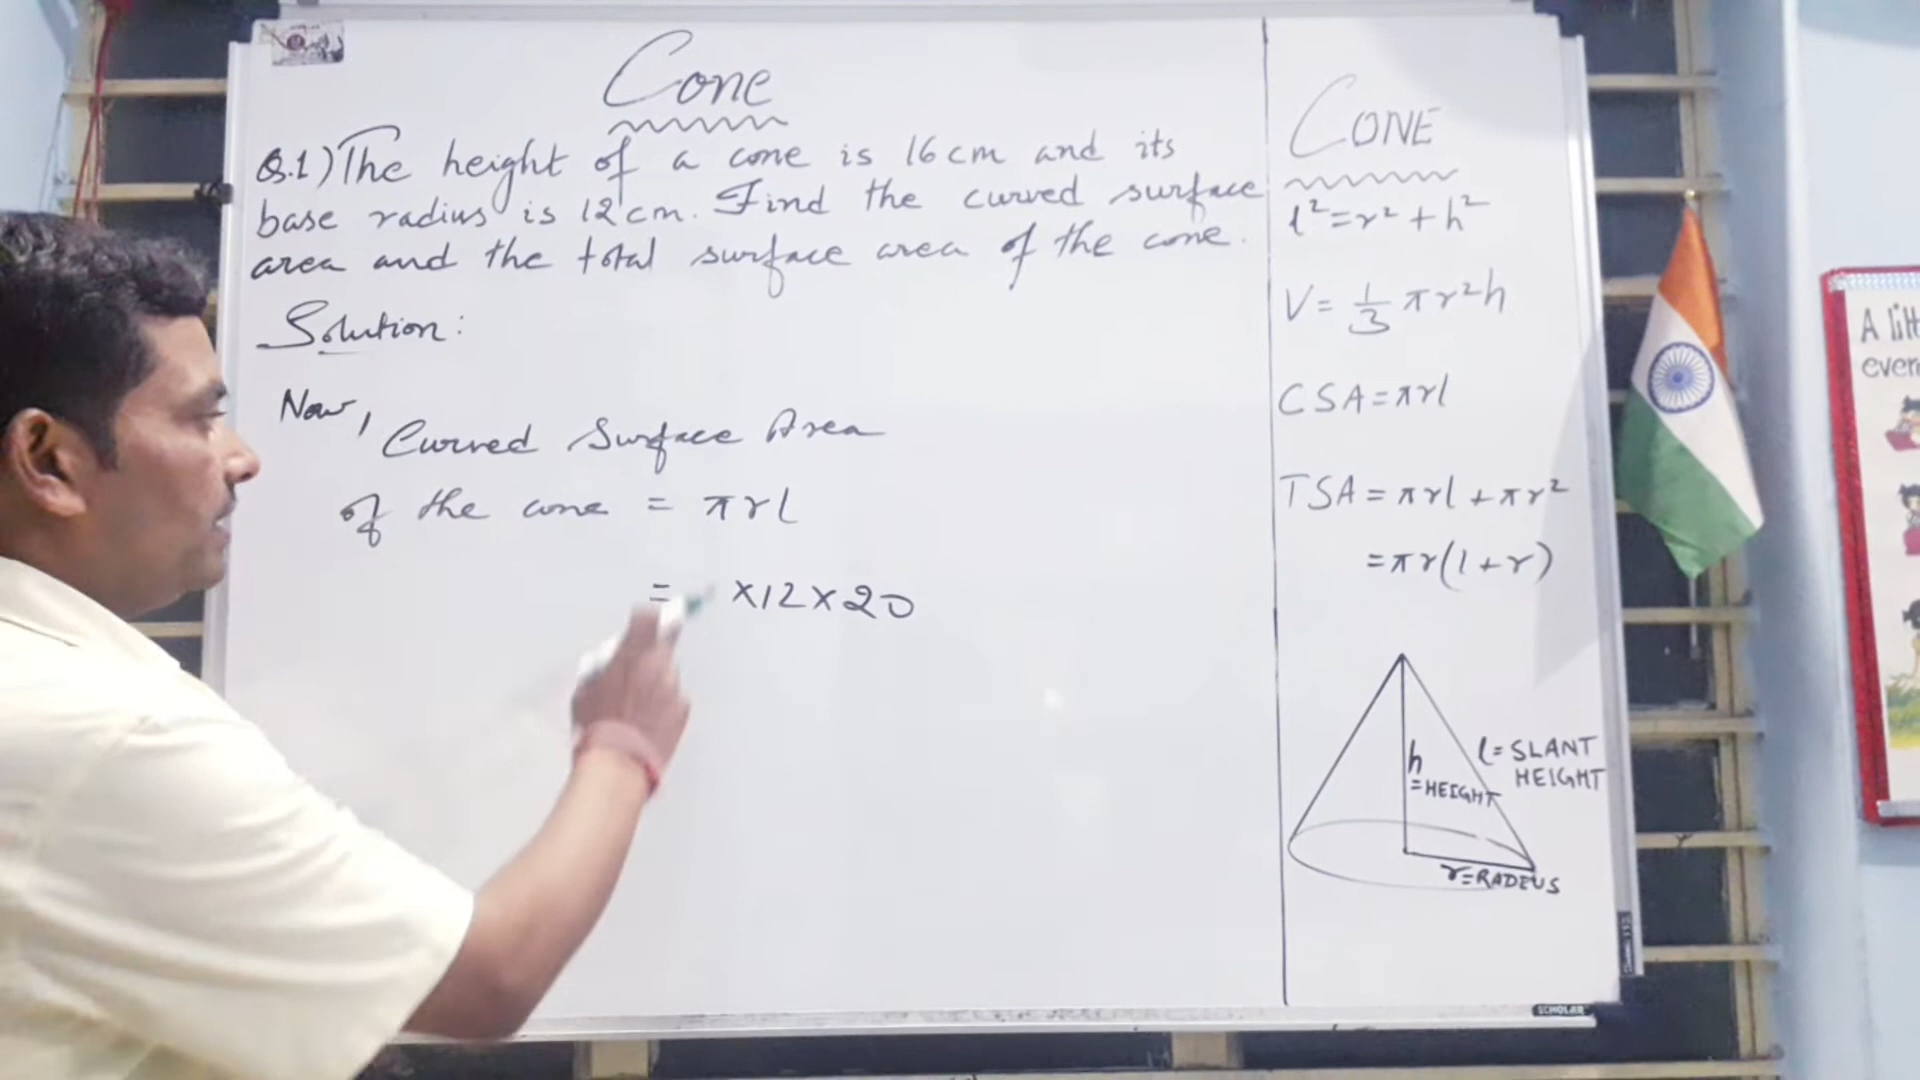 Cone
Q.1) The height of a cone is 16 cm and its
base radius is 12 cm. Find the curved surface
area and the total surface area of the cone.
Solution:
Now,
Curved Surface Area
of the cone = πrl
= ×12×20
CONE
l²=r²+h²
V=1/3 πr²h
CSA=πrl
TSA=πrl+πr²
=πr(l+r)
h
=HEIGHT
l=SLANT
HEIGHT
r=RADIUS
SCHOLAR
A litt
even